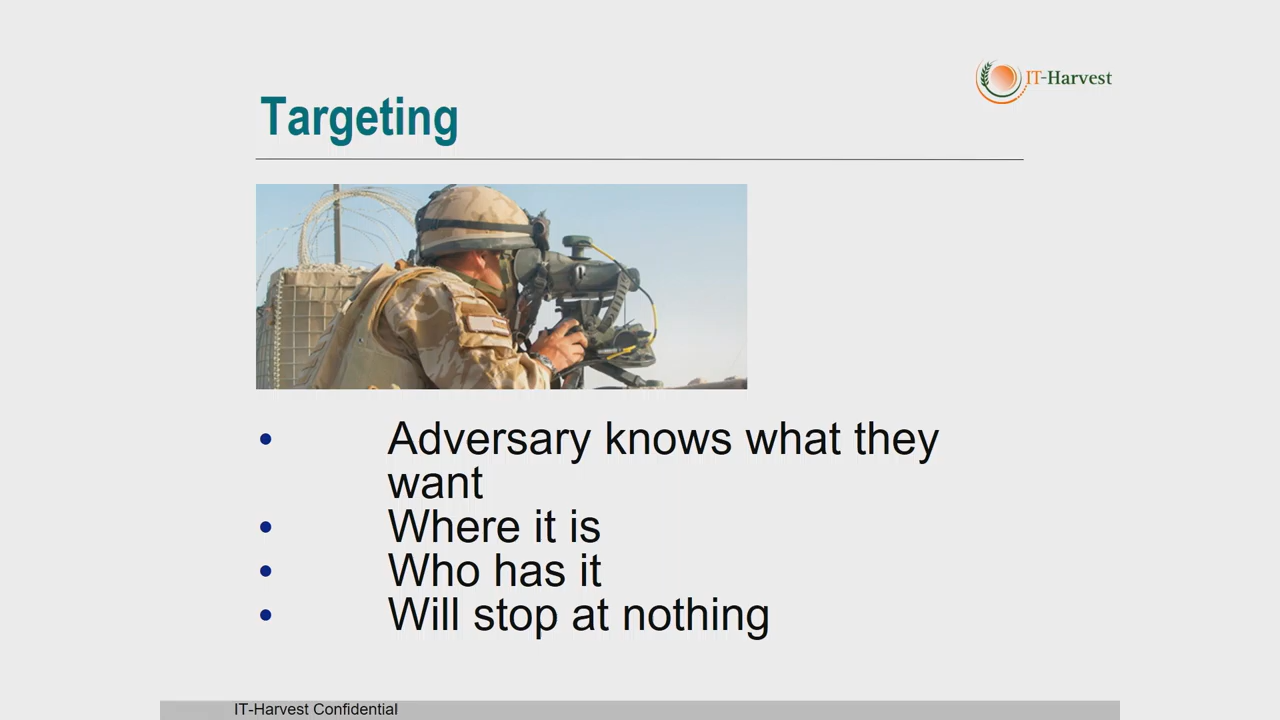 IT-Harvest
Targeting
• Adversary knows what they
want
• Where it is
• Who has it
• Will stop at nothing
IT-Harvest Confidential